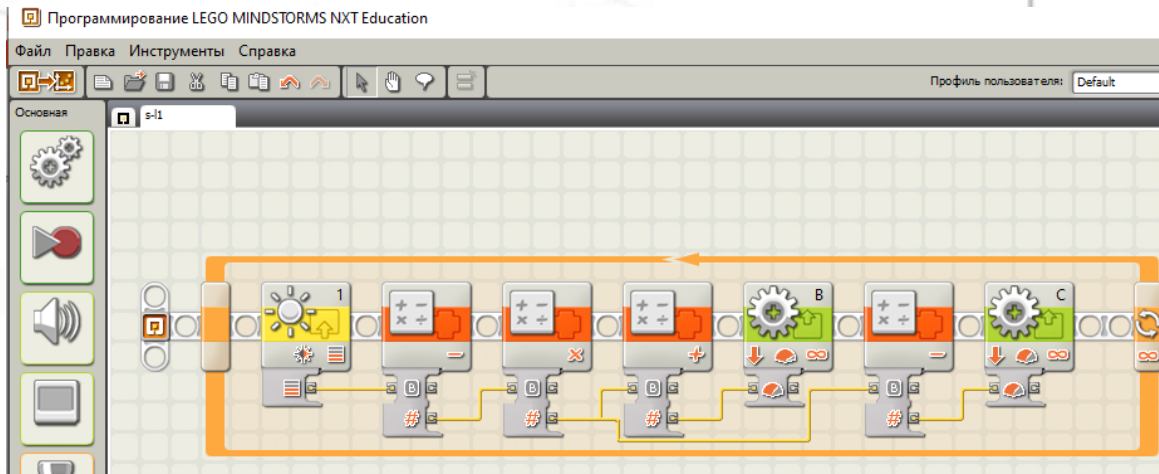 Программирование LEGO MINDSTORMS NXT Education
Файл Правка Инструменты Справка
Профиль пользователя: Default
Основная
s-l1
1
B
C
B B B B
# # # #